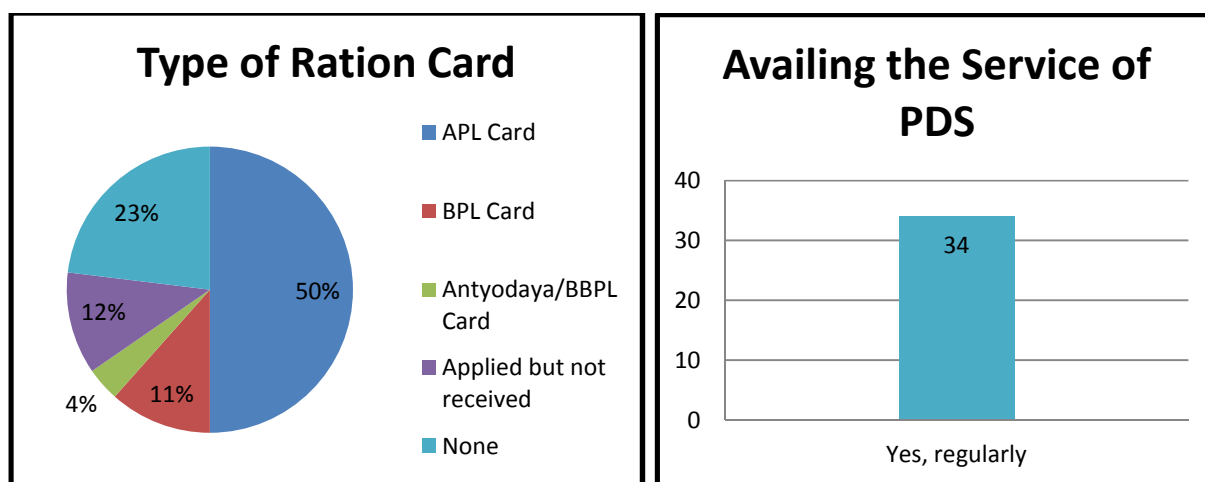 Type of Ration Card
APL Card
BPL Card
Antyodaya/BBPL
Card
Applied but not
received
None
50%
11%
4%
12%
23%
Availing the Service of
PDS
40
30
20
10
0
34
Yes, regularly